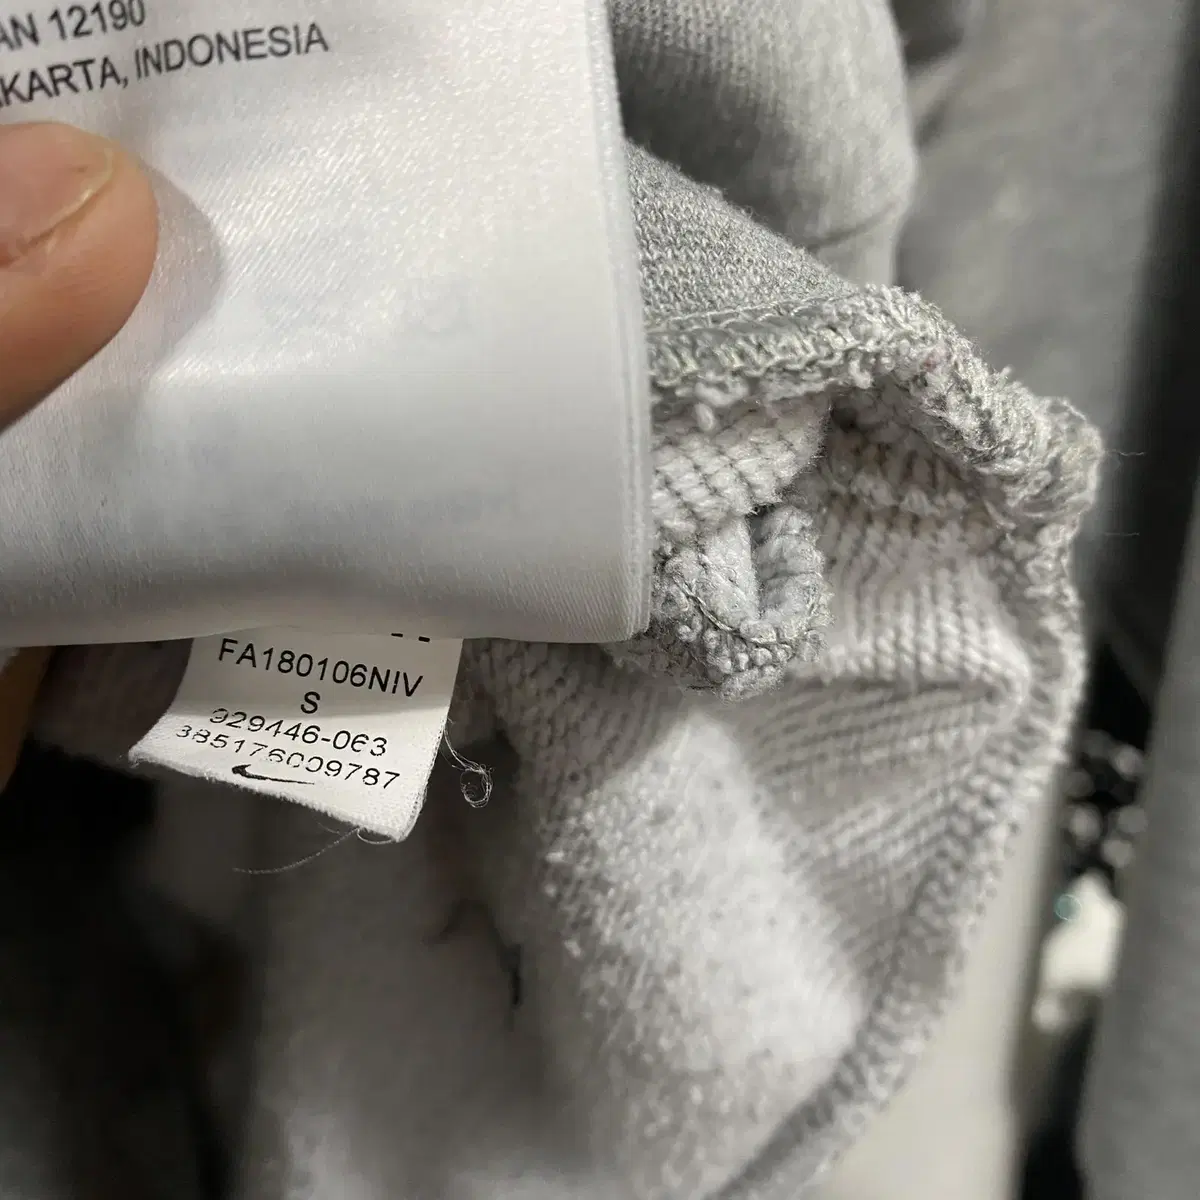 AN 12190
KARTA, INDONESIA
FA180106NIV
S
929446-063
385176009787